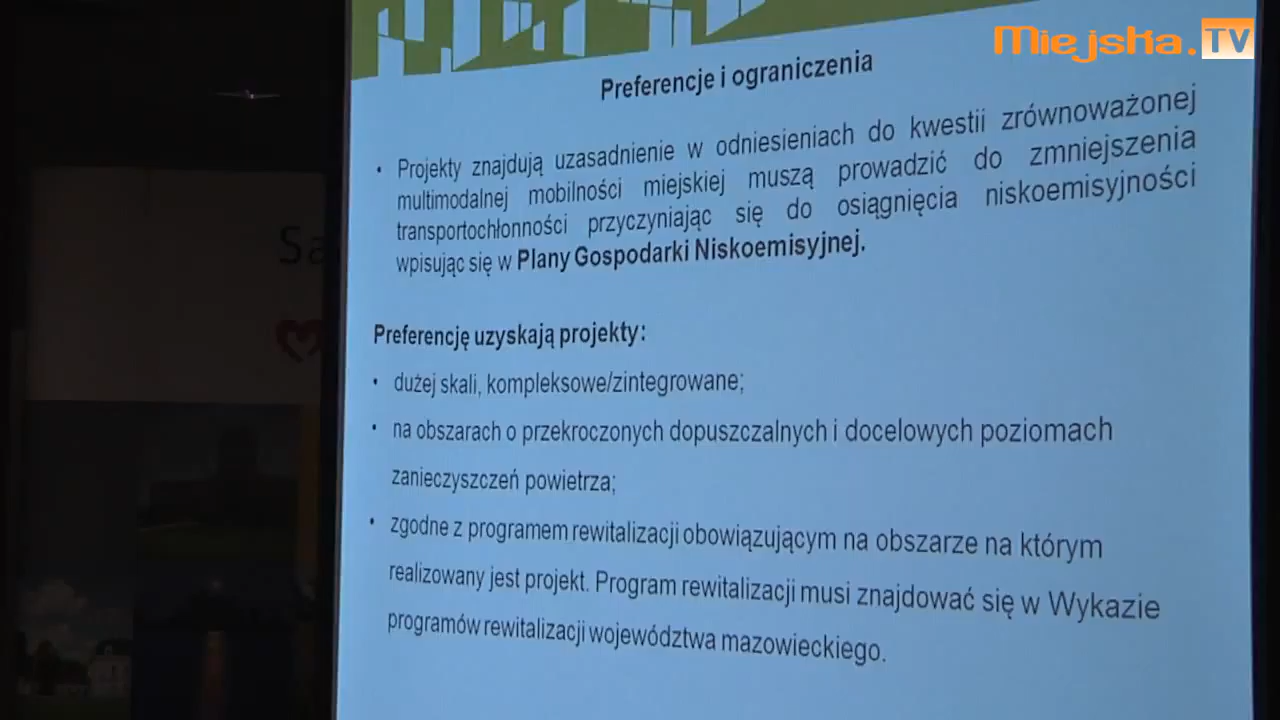 Miejska.TV
Preferencje i ograniczenia
• Projekty znajdują uzasadnienie w odniesieniach do kwestii zrównoważonej
multimodalnej mobilności miejskiej muszą prowadzić do zmniejszenia
transportochłonności przyczyniając się do osiągnięcia niskoemisyjności
wpisując się w Plany Gospodarki Niskoemisyjnej.
Preferencję uzyskają projekty:
• dużej skali, kompleksowe/zintegrowane;
• na obszarach o przekroczonych dopuszczalnych i docelowych poziomach
zanieczyszczeń powietrza;
• zgodne z programem rewitalizacji obowiązującym na obszarze na którym
realizowany jest projekt. Program rewitalizacji musi znajdować się w Wykazie
programów rewitalizacji województwa mazowieckiego.